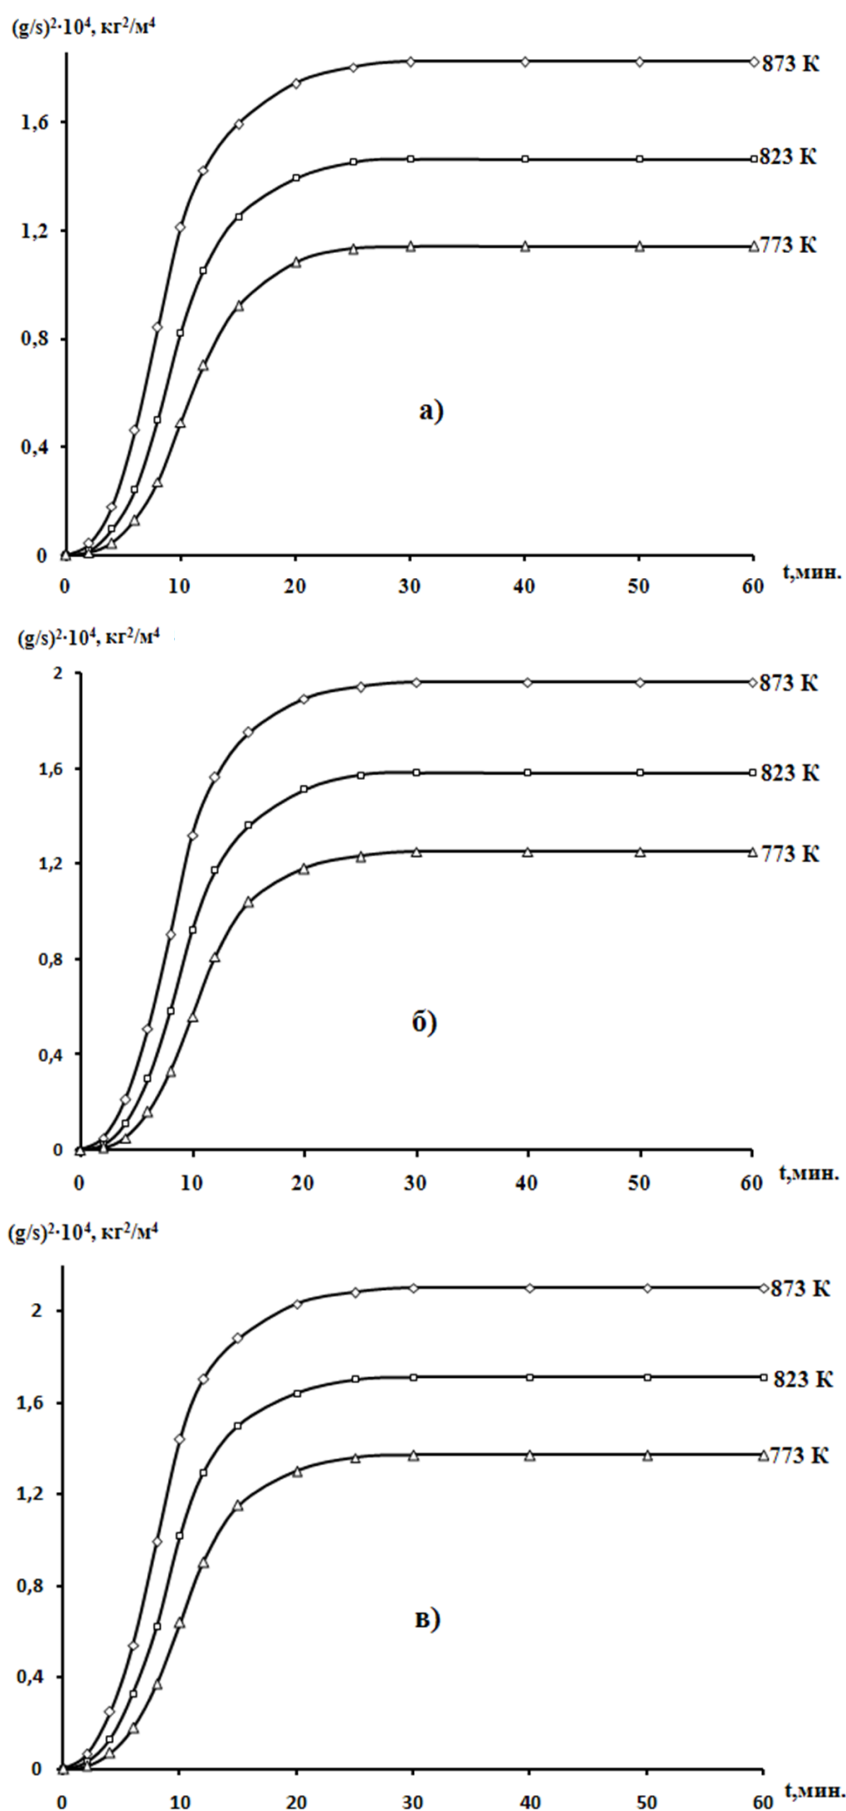 (g/s)²·10⁴, кг²/м⁴
873 К
1,6
823 К
1,2
773 К
0,8
а)
0,4
0
0 10 20 30 40 50 60 t,мин.
(g/s)²·10⁴, кг²/м⁴
2
873 К
1,6
823 К
1,2
773 К
0,8
б)
0,4
0
0 10 20 30 40 50 60 t,мин.
(g/s)²·10⁴, кг²/м⁴
873 К
2
823 К
1,6
773 К
1,2
0,8
в)
0,4
0
0 10 20 30 40 50 60 t,мин.